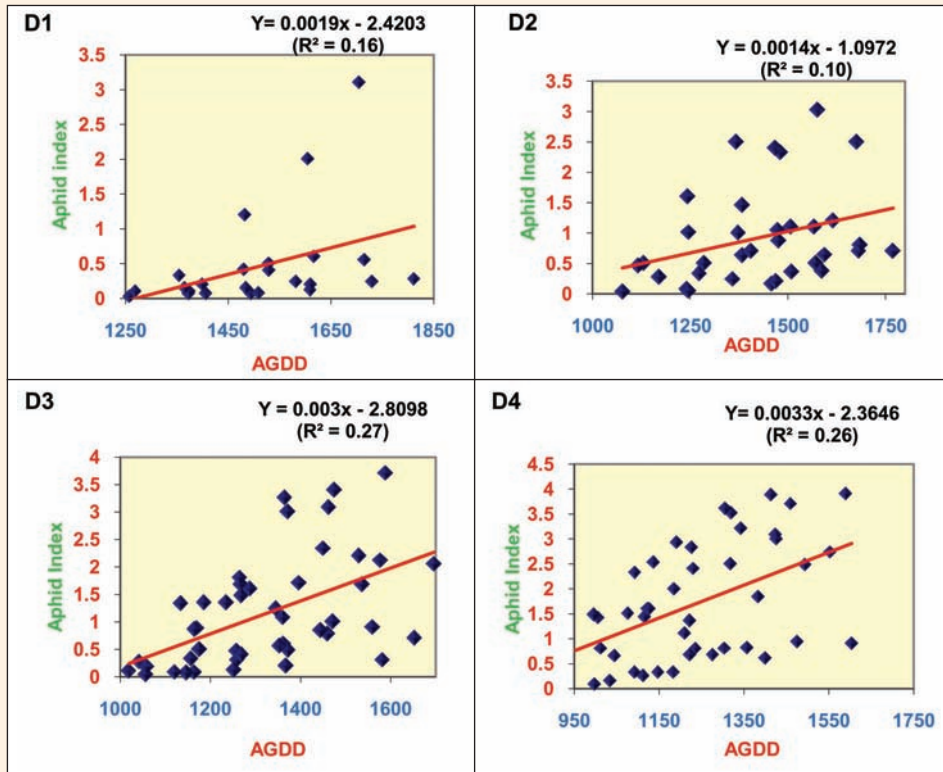 D1
Y= 0.0019x - 2.4203
(R² = 0.16)
3.5
3
2.5
2
1.5
1
0.5
0
Aphid index
1250 1450 1650 1850
AGDD
D2
Y = 0.0014x - 1.0972
(R² = 0.10)
3.5
3
2.5
2
1.5
1
0.5
0
Aphid Index
1000 1250 1500 1750
AGDD
D3
Y = 0.003x - 2.8098
(R² = 0.27)
4
3.5
3
2.5
2
1.5
1
0.5
0
Aphid Index
1000 1200 1400 1600
AGDD
D4
Y= 0.0033x - 2.3646
(R² = 0.26)
4.5
4
3.5
3
2.5
2
1.5
1
0.5
0
Aphid Index
950 1150 1350 1550 1750
AGDD